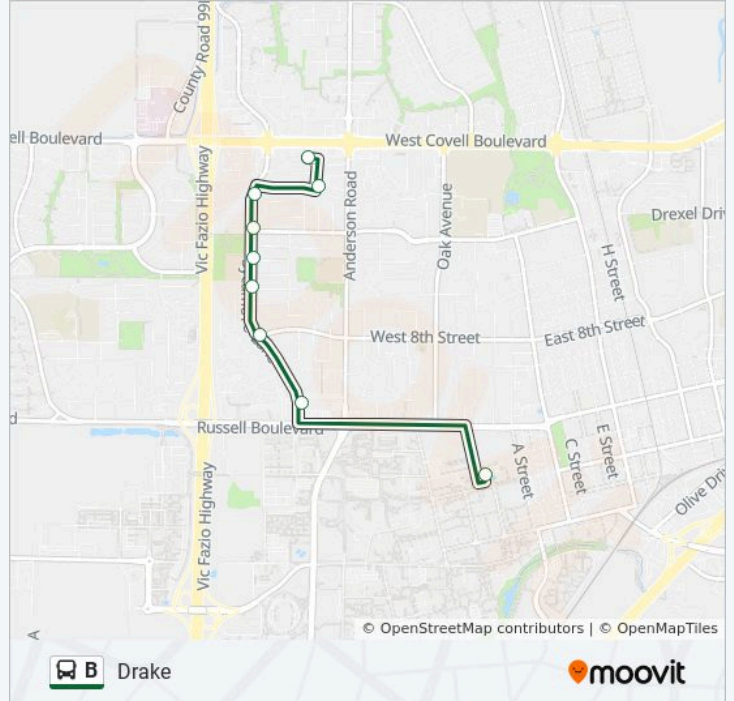 County Road 99
ell Boulevard
West Covell Boulevard
Vic Fazio Highway
Anderson Road
Oak Avenue
Drexel Driv
H Street
West 8th Street
East 8th Street
d
Russell Boulevard
A Street
C Street
E Street
Vic Fazio Highway
Olive Driv
A
© OpenStreetMap contributors | © OpenMapTiles
B Drake
moovit